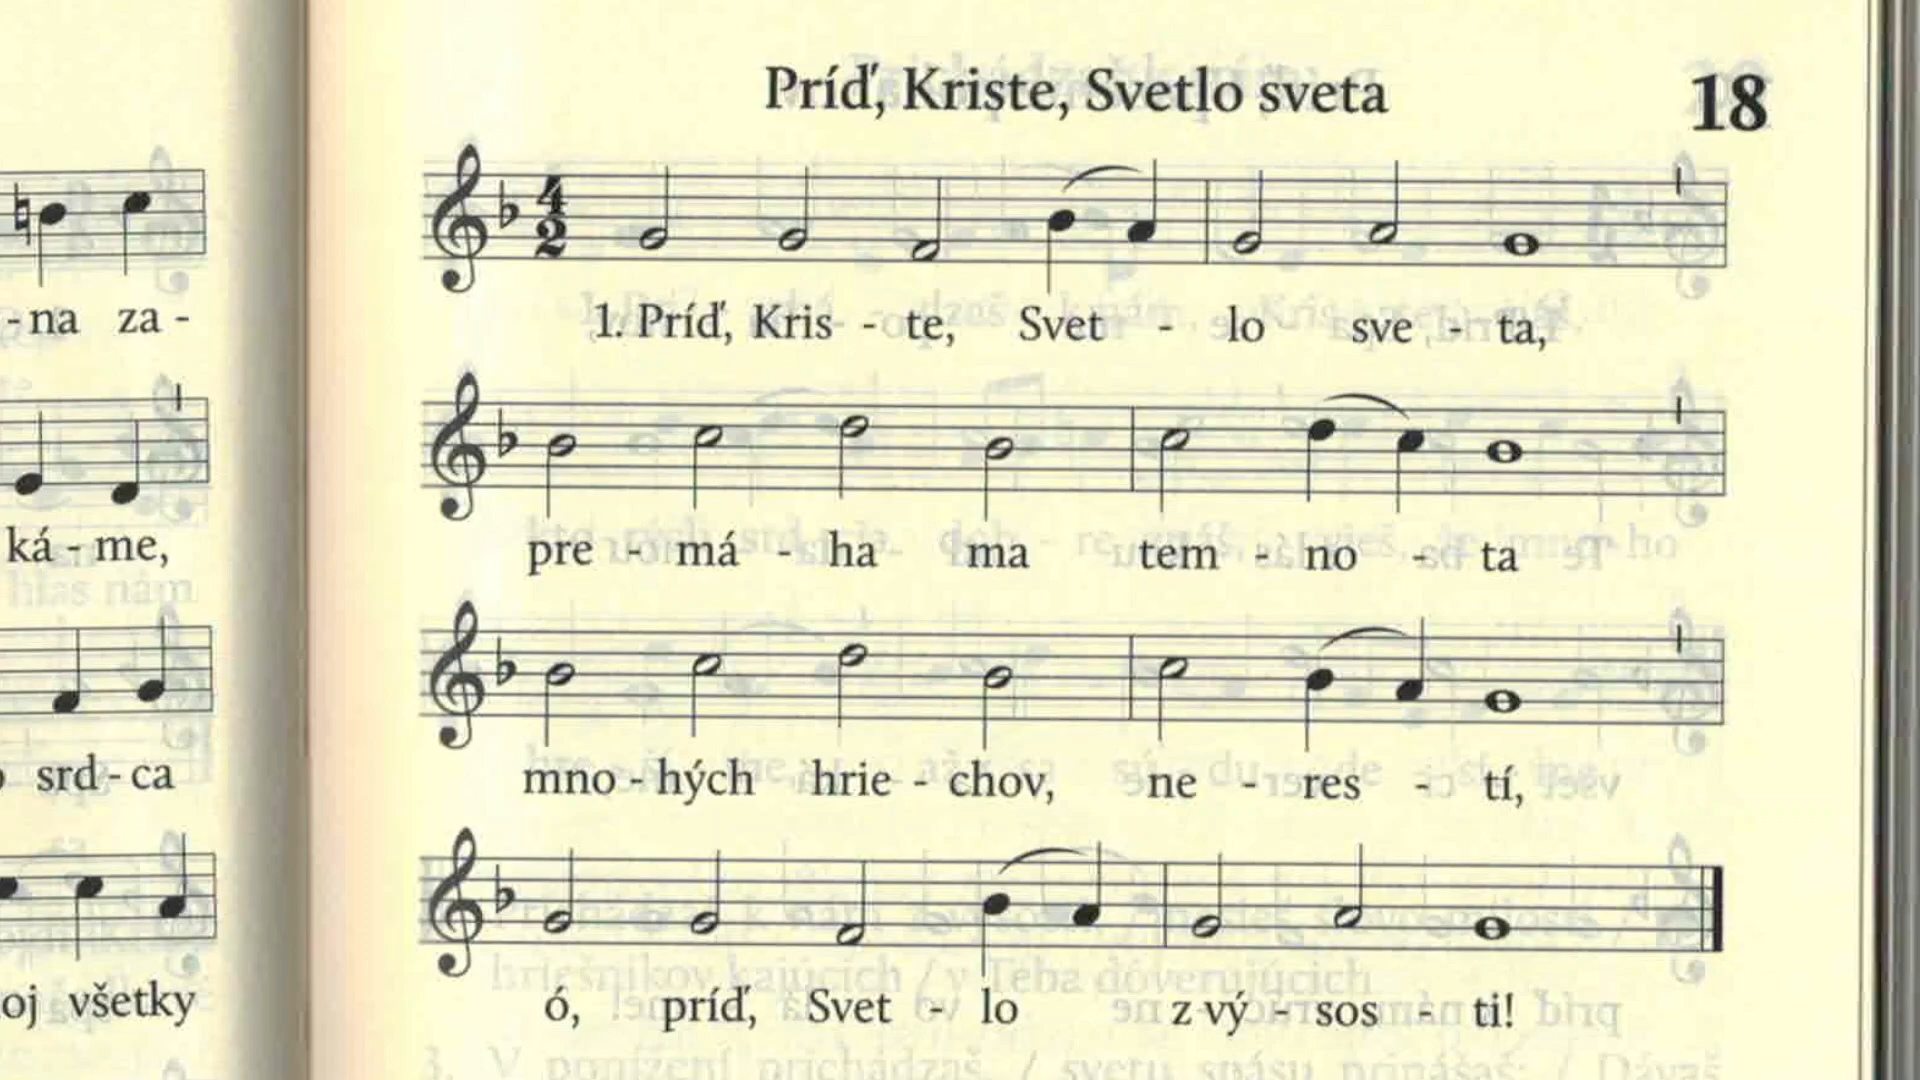 Príď, Kriste, Svetlo sveta
18
-na za-
1. Príď, Kris - te, Svet - lo sve - ta,
ká - me,
pre - má - ha ma tem - no - ta
srd - ca
mno - hých hrie - chov, ne - res - tí,
všetky
ó, príď, Svet - lo z vý - sos - ti!